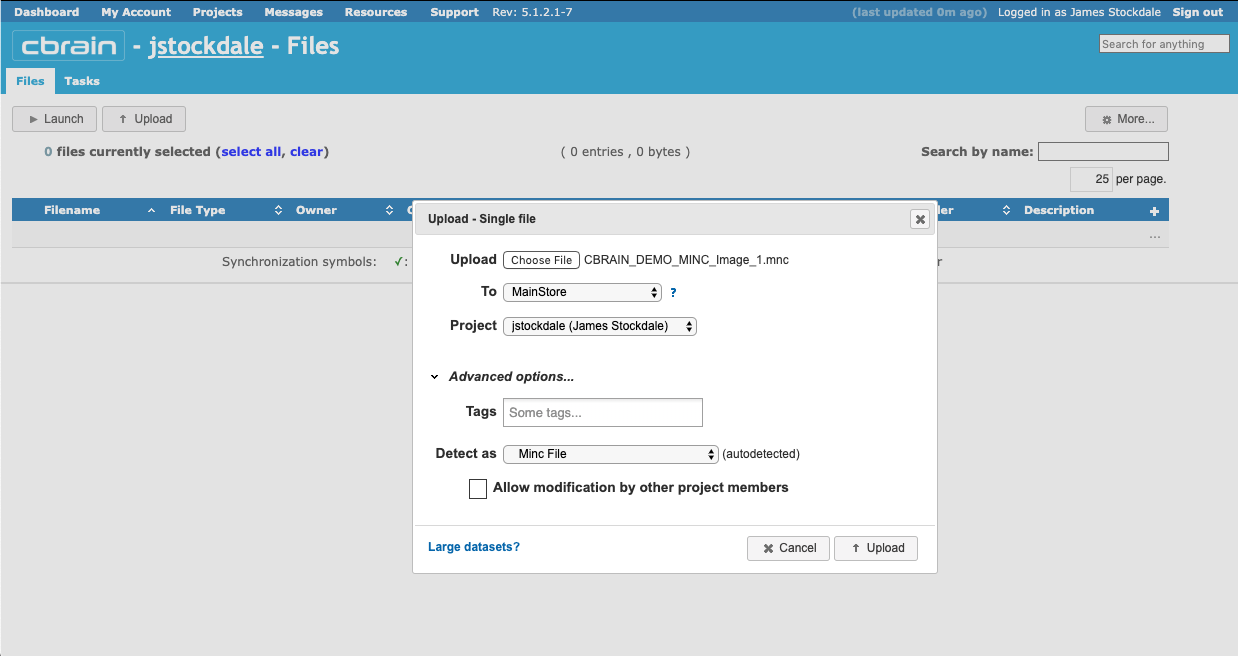 Dashboard My Account Projects Messages Resources Support Rev: 5.1.2.1-7 (last updated 0m ago) Logged in as James Stockdale Sign out
cbrain - jstockdale - Files Search for anything
Files Tasks
Launch Upload More...
0 files currently selected (select all, clear) ( 0 entries , 0 bytes ) Search by name:
25 per page.
Filename File Type Owner Description
...
Synchronization symbols: ✓:
Upload - Single file
Upload Choose File CBRAIN_DEMO_MINC_Image_1.mnc
To MainStore ?
Project jstockdale (James Stockdale)
Advanced options...
Tags Some tags...
Detect as Minc File (autodetected)
Allow modification by other project members
Large datasets? Cancel Upload